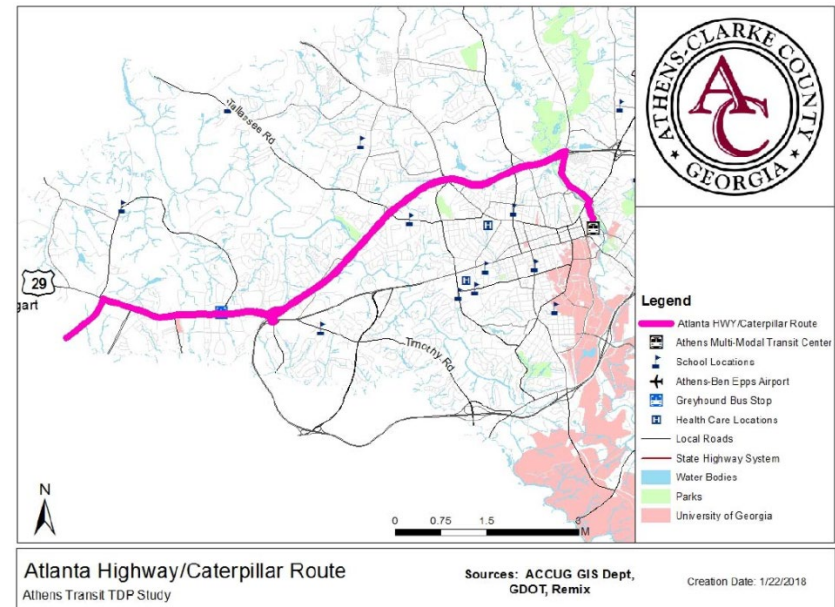 Tallassee Rd
29
gart
Timothy Rd
N
0 0.75 1.5 3
M
ATHENS-CLARKE COUNTY
AC
GEORGIA
Legend
Atlanta HWY/Caterpillar Route
Athens Multi-Modal Transit Center
School Locations
Athens-Ben Epps Airport
Greyhound Bus Stop
H Health Care Locations
Local Roads
State Highway System
Water Bodies
Parks
University of Georgia
Atlanta Highway/Caterpillar Route
Athens Transit TDP Study
Sources: ACCUG GIS Dept,
GDOT, Remix
Creation Date: 1/22/2018